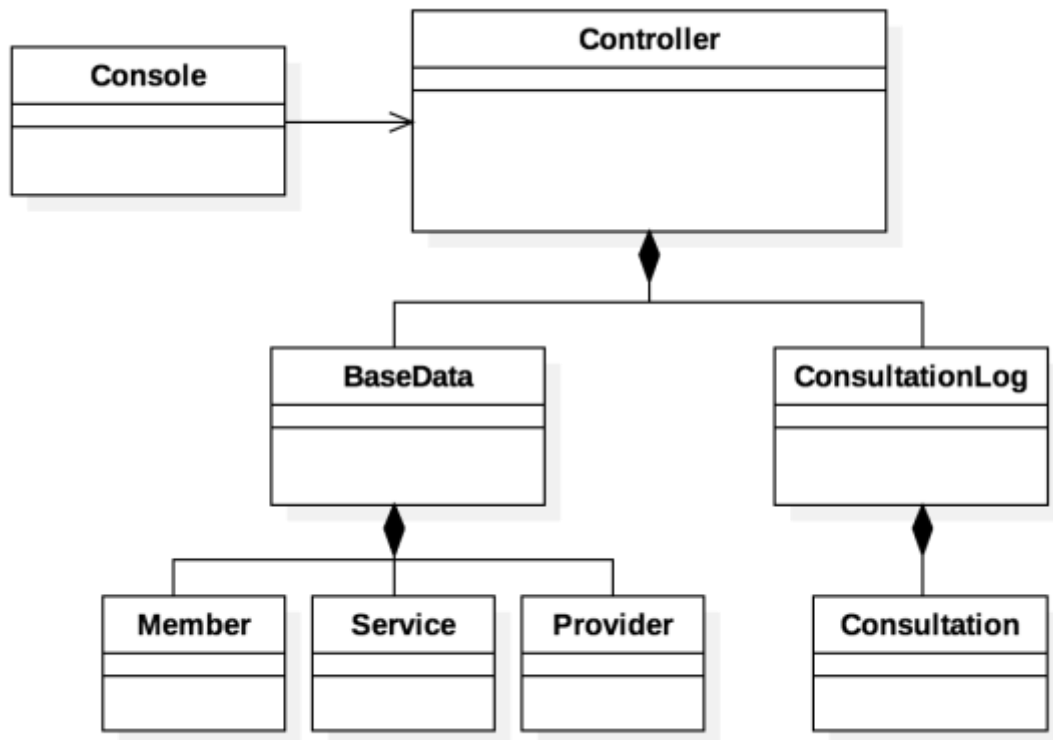 Controller
Console
BaseData
ConsultationLog
Member
Service
Provider
Consultation